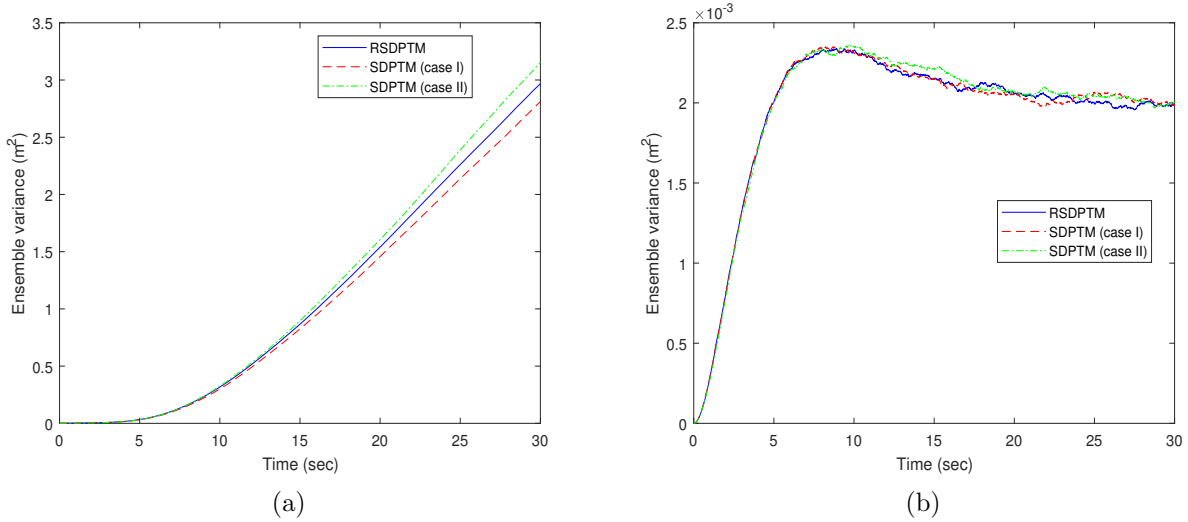 3.5
3
2.5
2
1.5
1
0.5
0
Ensemble variance (m²)
RSDPTM
SDPTM (case I)
SDPTM (case II)
0 5 10 15 20 25 30
Time (sec)
(a)
×10⁻³
2.5
2
1.5
1
0.5
0
Ensemble variance (m²)
RSDPTM
SDPTM (case I)
SDPTM (case II)
0 5 10 15 20 25 30
Time (sec)
(b)